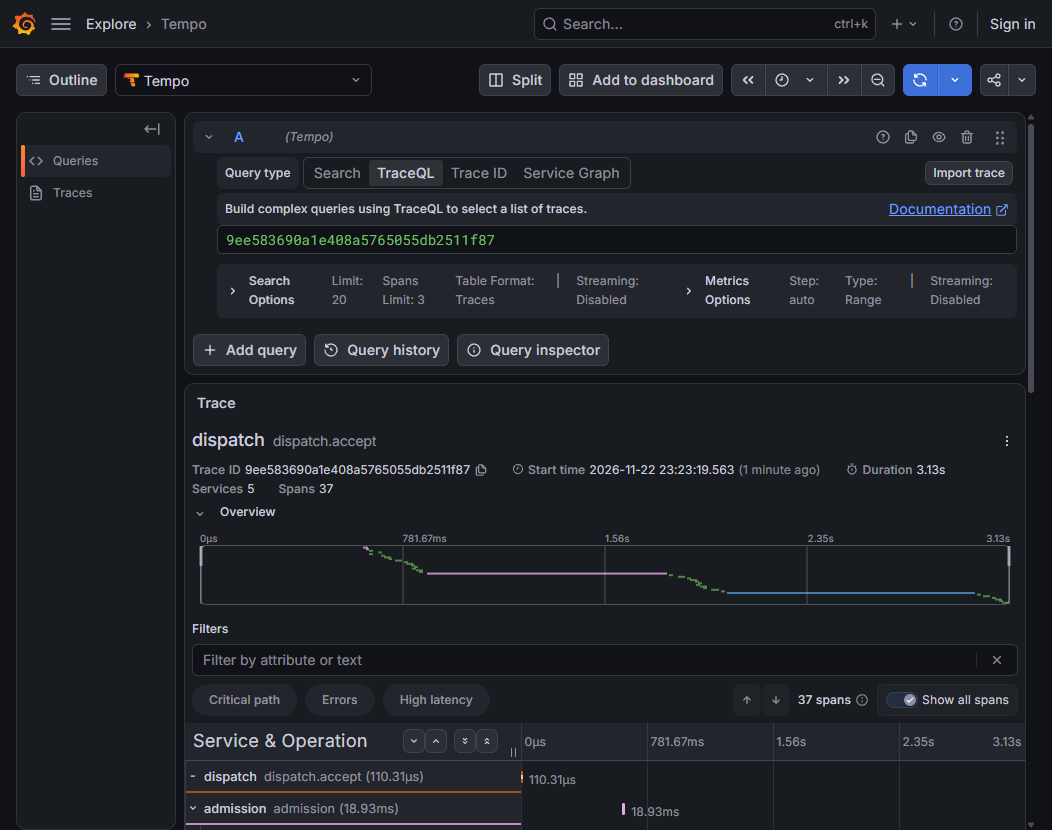 Explore › Tempo
Search... ctrl+k
Sign in
Outline
Tempo
Split
Add to dashboard
Queries
Traces
A (Tempo)
Query type Search TraceQL Trace ID Service Graph Import trace
Build complex queries using TraceQL to select a list of traces. Documentation
9ee583690a1e408a5765055db2511f87
Search Options Limit: 20 Spans Limit: 3 Table Format: Traces | Streaming: Disabled
Metrics Options Step: auto Type: Range | Streaming: Disabled
+ Add query Query history Query inspector
Trace
dispatch dispatch.accept
Trace ID 9ee583690a1e408a5765055db2511f87 Start time 2026-11-22 23:23:19.563 (1 minute ago) Duration 3.13s
Services 5 Spans 37
Overview
0μs 781.67ms 1.56s 2.35s 3.13s
Filters
Filter by attribute or text
Critical path Errors High latency 37 spans Show all spans
Service & Operation 0μs 781.67ms 1.56s 2.35s 3.13s
dispatch dispatch.accept (110.31μs) 110.31μs
admission admission (18.93ms) 18.93ms